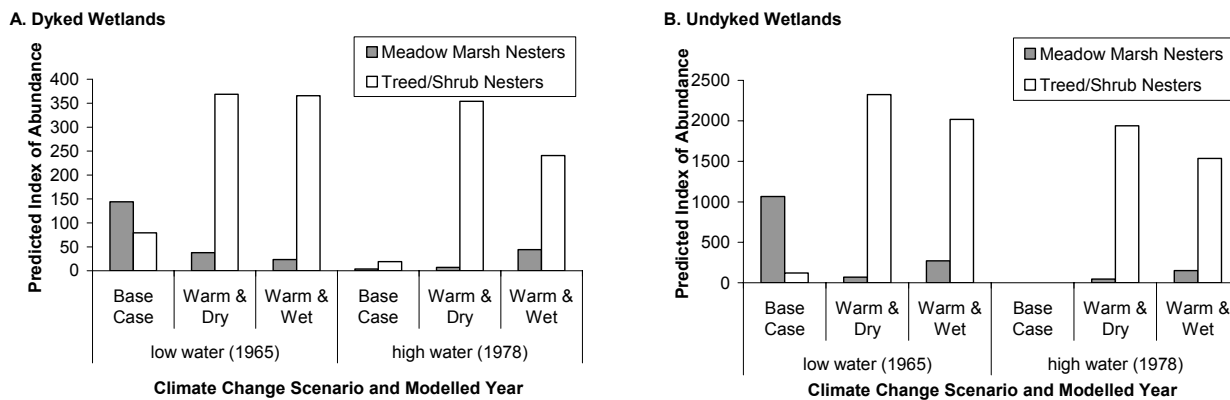 A. Dyked Wetlands
Meadow Marsh Nesters
Treed/Shrub Nesters
Predicted Index of Abundance
400
350
300
250
200
150
100
50
0
Base Case
Warm & Dry
Warm & Wet
Base Case
Warm & Dry
Warm & Wet
low water (1965)
high water (1978)
Climate Change Scenario and Modelled Year
B. Undyked Wetlands
Meadow Marsh Nesters
Treed/Shrub Nesters
Predicted Index of Abundance
2500
2000
1500
1000
500
0
Base Case
Warm & Dry
Warm & Wet
Base Case
Warm & Dry
Warm & Wet
low water (1965)
high water (1978)
Climate Change Scenario and Modelled Year